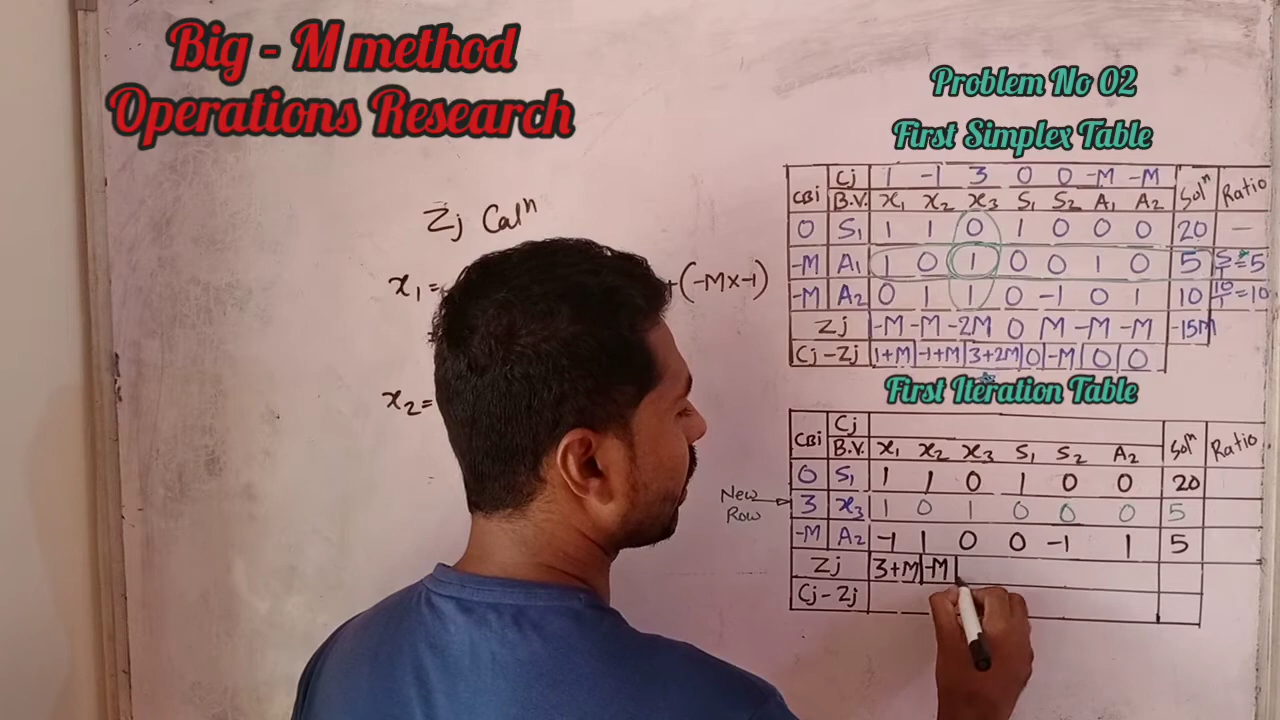 Big - M method
Operations Research
Problem No 02
First Simplex Table
Zj Calⁿ
x₁= +(-M×-1)
x₂=
CBi Cj 1 -1 3 0 0 -M -M Solⁿ Ratio
B.V. x₁ x₂ x₃ S₁ S₂ A₁ A₂
0 S₁ 1 1 0 1 0 0 0 20 —
-M A₁ 1 0 1 0 0 1 0 5 5/1=5
-M A₂ 0 1 1 0 -1 0 1 10 10/1=10
Zj -M -M -2M 0 M -M -M -15M
Cj-Zj 1+M -1+M 3+2M 0 -M 0 0
First Iteration Table
CBi Cj Solⁿ Ratio
B.V. x₁ x₂ x₃ S₁ S₂ A₂
0 S₁ 1 1 0 1 0 0 20
New Row
3 x₃ 1 0 1 0 0 0 5
-M A₂ -1 1 0 0 -1 1 5
Zj 3+M -M
Cj-Zj